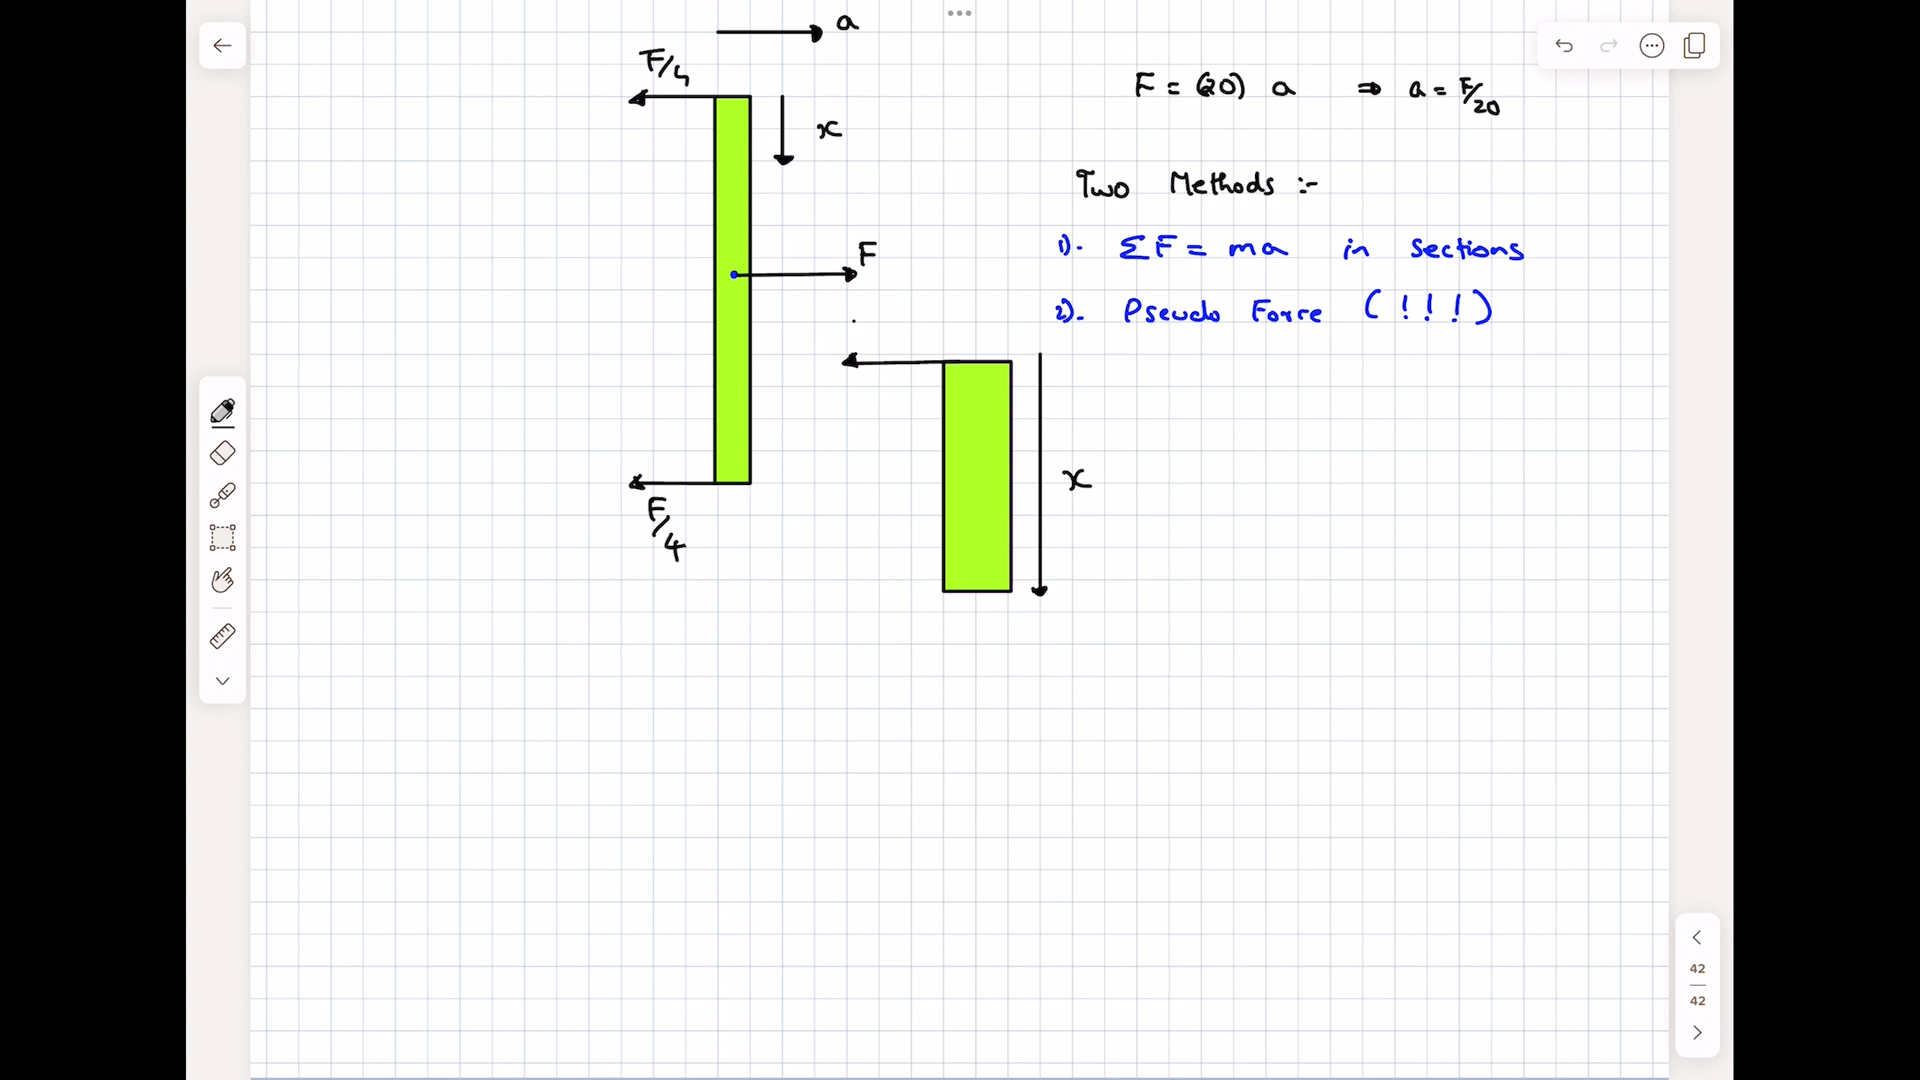 a
F/4
x
F
F/4
F = (20) a ⇒ a = F/20
Two Methods :-
1). ΣF = ma in sections
2). Pseudo Force (!!!)
x
42
42